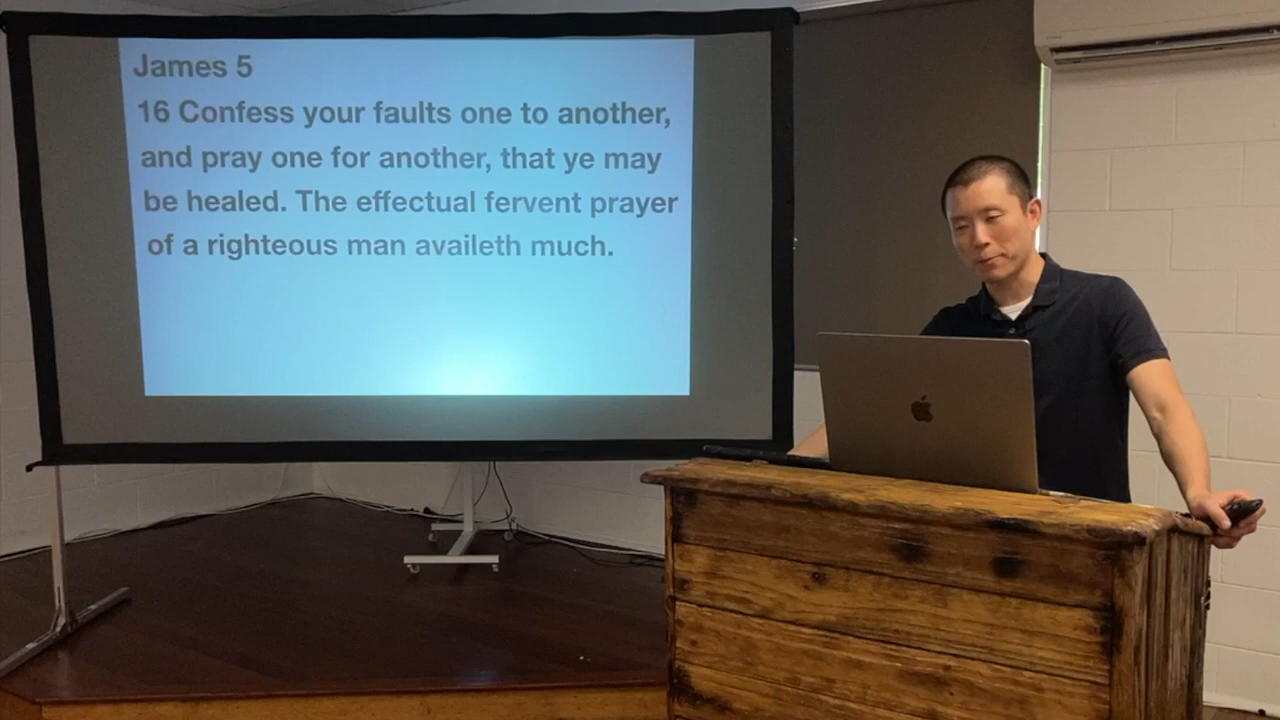 James 5
16 Confess your faults one to another,
and pray one for another, that ye may
be healed. The effectual fervent prayer
of a righteous man availeth much.